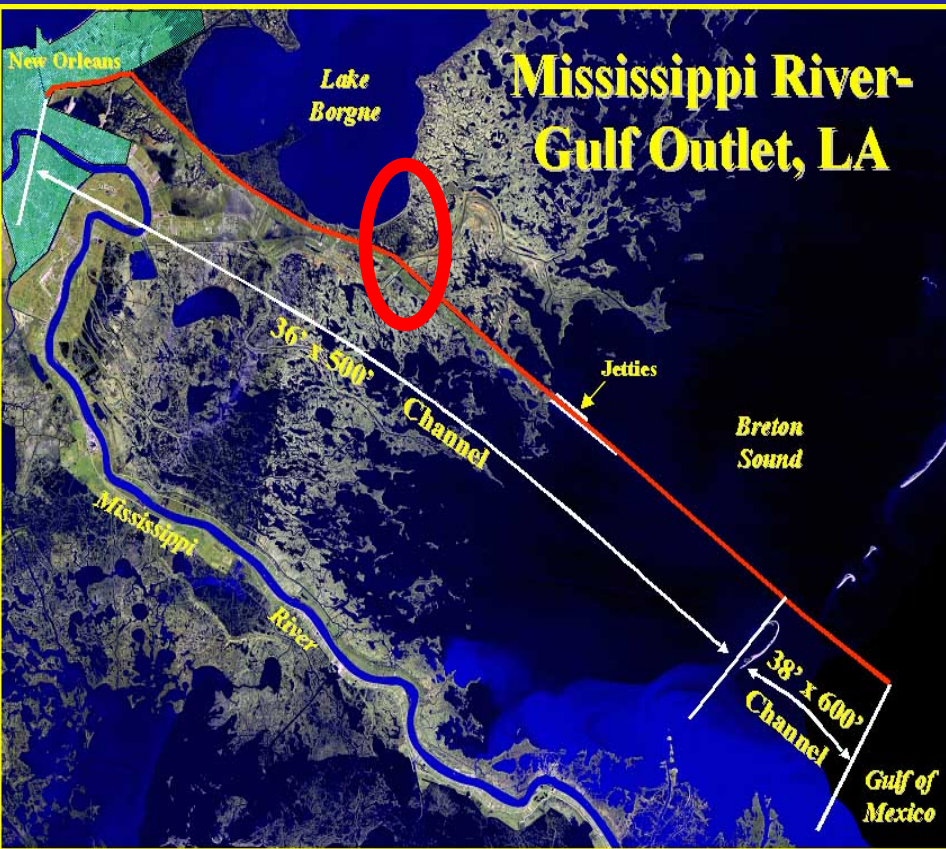 Mississippi River-
Gulf Outlet, LA
New Orleans
Lake
Borgne
36' x 500'
Channel
Jetties
Breton
Sound
Mississippi
River
38' x 600'
Channel
Gulf of
Mexico